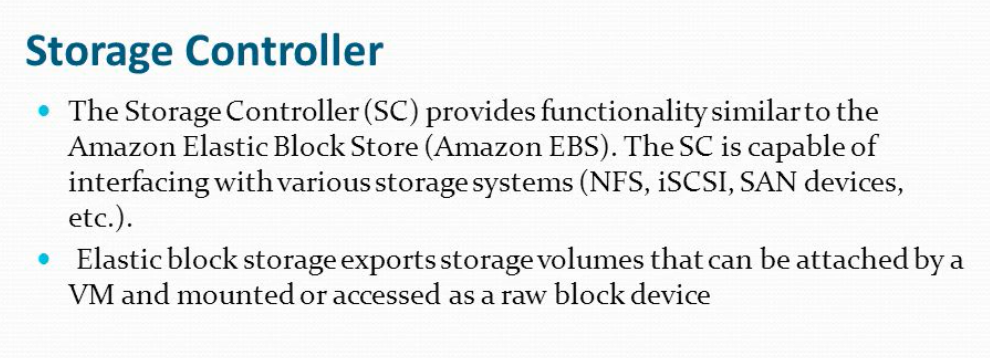 Storage Controller
• The Storage Controller (SC) provides functionality similar to the
Amazon Elastic Block Store (Amazon EBS). The SC is capable of
interfacing with various storage systems (NFS, iSCSI, SAN devices,
etc.).
• Elastic block storage exports storage volumes that can be attached by a
VM and mounted or accessed as a raw block device